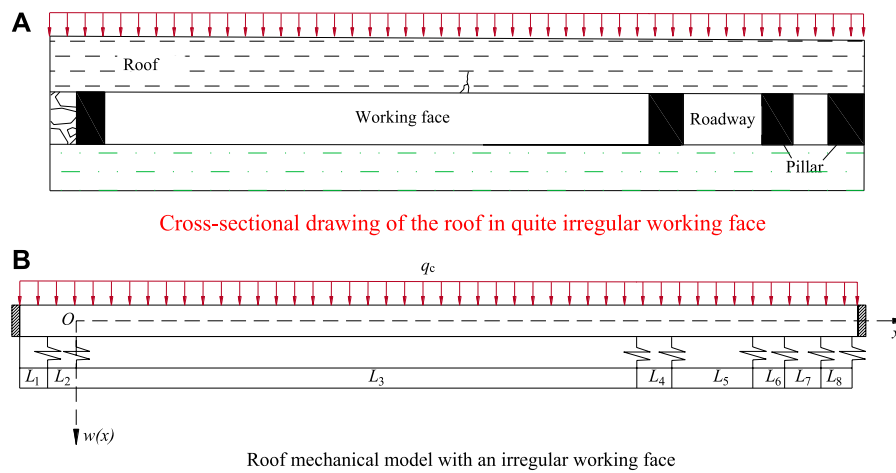 A
Roof
Working face
Roadway
Pillar
Cross-sectional drawing of the roof in quite irregular working face
B
qc
O
x
L1 L2 L3 L4 L5 L6 L7 L8
w(x)
Roof mechanical model with an irregular working face